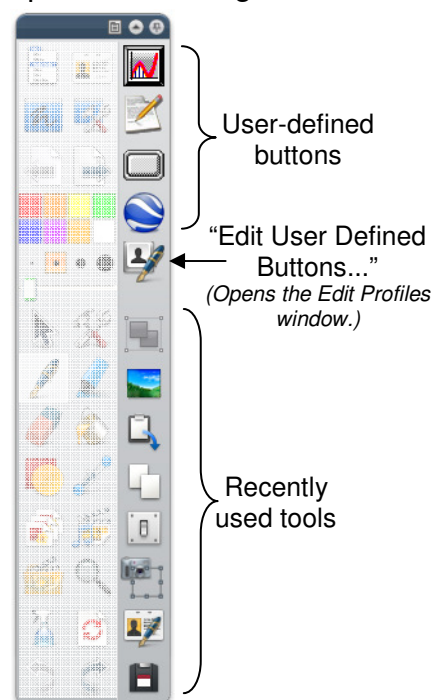 User-defined
buttons
“Edit User Defined
Buttons..."
(Opens the Edit Profiles
window.)
Recently
used tools